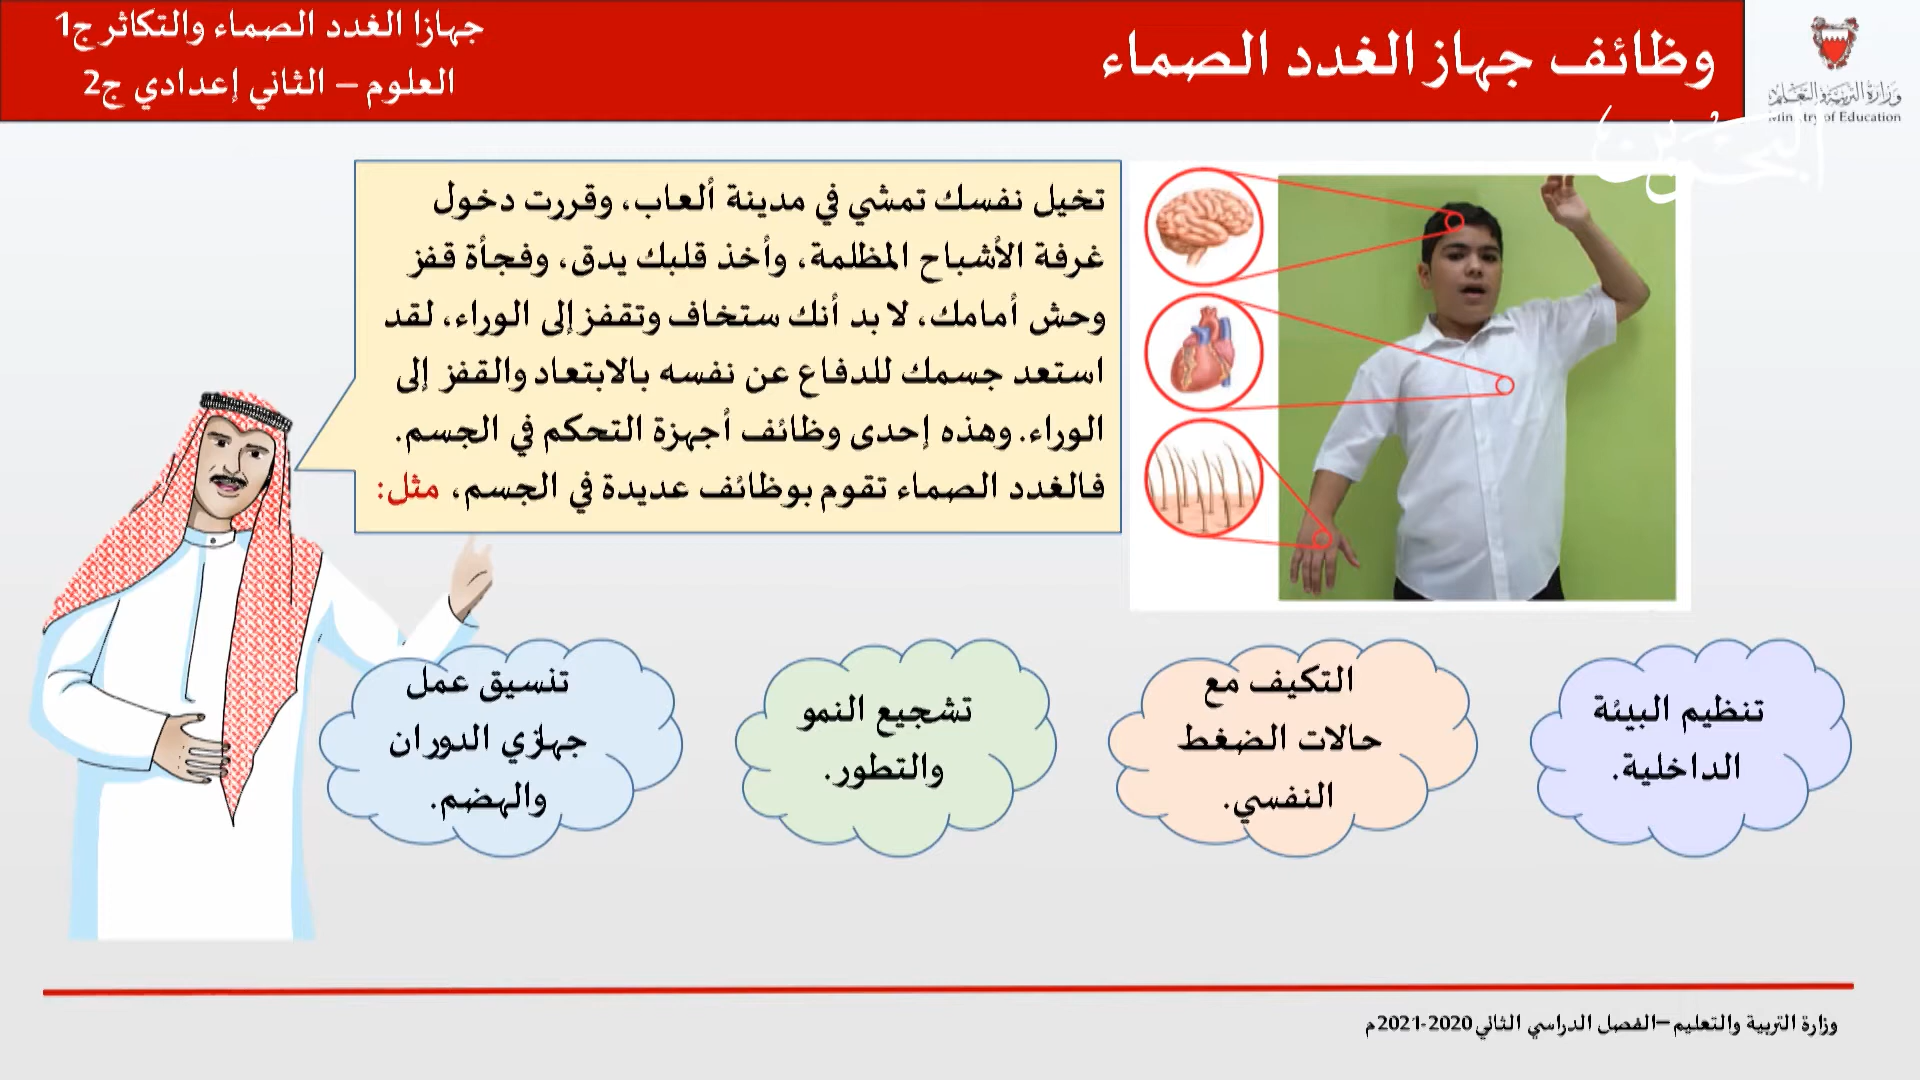 وظائف جهاز الغدد الصماء
جهازا الغدد الصماء والتكاثر ج1
العلوم – الثاني إعدادي ج2
وزارة التربية والتعليم
Ministry of Education
البحرين
تخيل نفسك تمشي في مدينة ألعاب، وقررت دخول
غرفة الأشباح المظلمة، وأخذ قلبك يدق، وفجأة قفز
وحش أمامك، لا بد أنك ستخاف وتقفز إلى الوراء، لقد
استعد جسمك للدفاع عن نفسه بالابتعاد والقفز إلى
الوراء. وهذه إحدى وظائف أجهزة التحكم في الجسم.
فالغدد الصماء تقوم بوظائف عديدة في الجسم، مثل:
تنظيم البيئة
الداخلية.
التكيف مع
حالات الضغط
النفسي.
تشجيع النمو
والتطور.
تنسيق عمل
جهازي الدوران
والهضم.
وزارة التربية والتعليم –الفصل الدراسي الثاني 2020-2021م